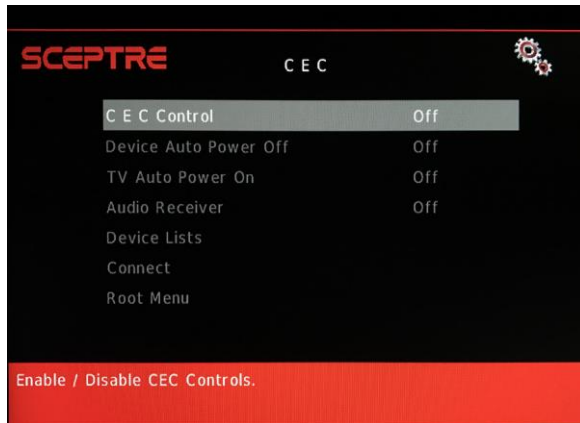 SCEPTRE
C E C
C E C Control Off
Device Auto Power Off Off
TV Auto Power On Off
Audio Receiver Off
Device Lists
Connect
Root Menu
Enable / Disable CEC Controls.